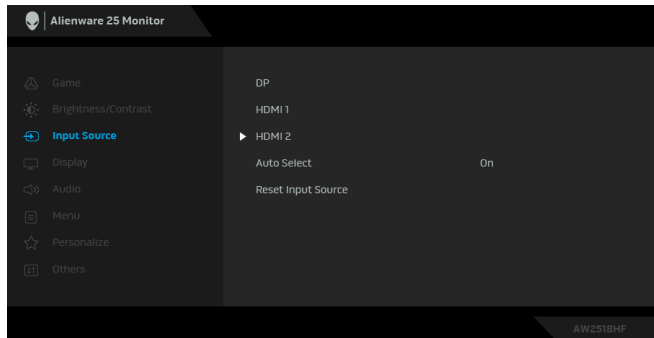 Alienware 25 Monitor
Game
Brightness/Contrast
Input Source
Display
Audio
Menu
Personalize
Others
DP
HDMI 1
HDMI 2
Auto Select On
Reset Input Source
AW2518HF